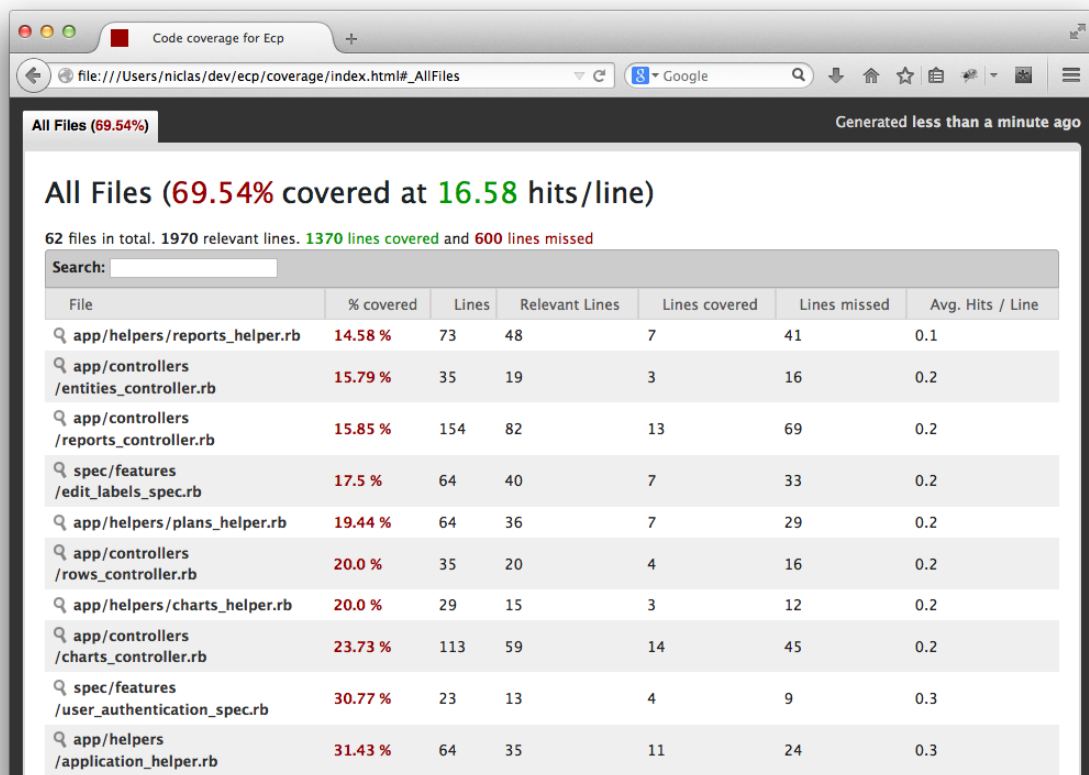 Code coverage for Ecp
file:///Users/niclas/dev/ecp/coverage/index.html#_AllFiles
8 Google
All Files (69.54%)
Generated less than a minute ago
All Files (69.54% covered at 16.58 hits/line)
62 files in total. 1970 relevant lines. 1370 lines covered and 600 lines missed
Search:
File % covered Lines Relevant Lines Lines covered Lines missed Avg. Hits / Line
app/helpers/reports_helper.rb 14.58 % 73 48 7 41 0.1
app/controllers
/entities_controller.rb 15.79 % 35 19 3 16 0.2
app/controllers
/reports_controller.rb 15.85 % 154 82 13 69 0.2
spec/features
/edit_labels_spec.rb 17.5 % 64 40 7 33 0.2
app/helpers/plans_helper.rb 19.44 % 64 36 7 29 0.2
app/controllers
/rows_controller.rb 20.0 % 35 20 4 16 0.2
app/helpers/charts_helper.rb 20.0 % 29 15 3 12 0.2
app/controllers
/charts_controller.rb 23.73 % 113 59 14 45 0.2
spec/features
/user_authentication_spec.rb 30.77 % 23 13 4 9 0.3
app/helpers
/application_helper.rb 31.43 % 64 35 11 24 0.3